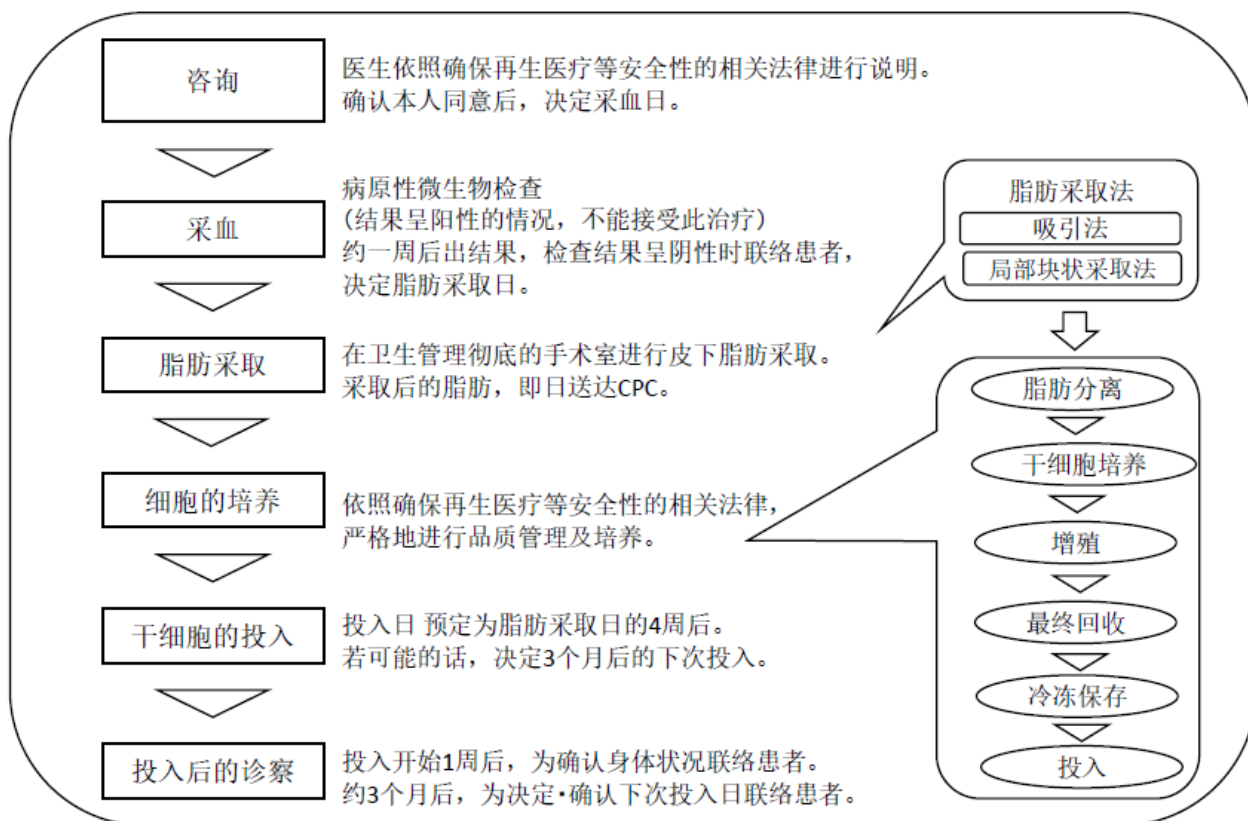 咨询
医生依照确保再生医疗等安全性的相关法律进行说明。
确认本人同意后，决定采血日。
采血
病原性微生物检查
(结果呈阳性的情况，不能接受此治疗)
约一周后出结果，检查结果呈阴性时联络患者，
决定脂肪采取日。
脂肪采取
在卫生管理彻底的手术室进行皮下脂肪采取。
采取后的脂肪，即日送达CPC。
细胞的培养
依照确保再生医疗等安全性的相关法律，
严格地进行品质管理及培养。
干细胞的投入
投入日 预定为脂肪采取日的4周后。
若可能的话，决定3个月后的下次投入。
投入后的诊察
投入开始1周后，为确认身体状况联络患者。
约3个月后，为决定•确认下次投入日联络患者。
脂肪采取法
吸引法
局部块状采取法
脂肪分离
干细胞培养
增殖
最终回收
冷冻保存
投入